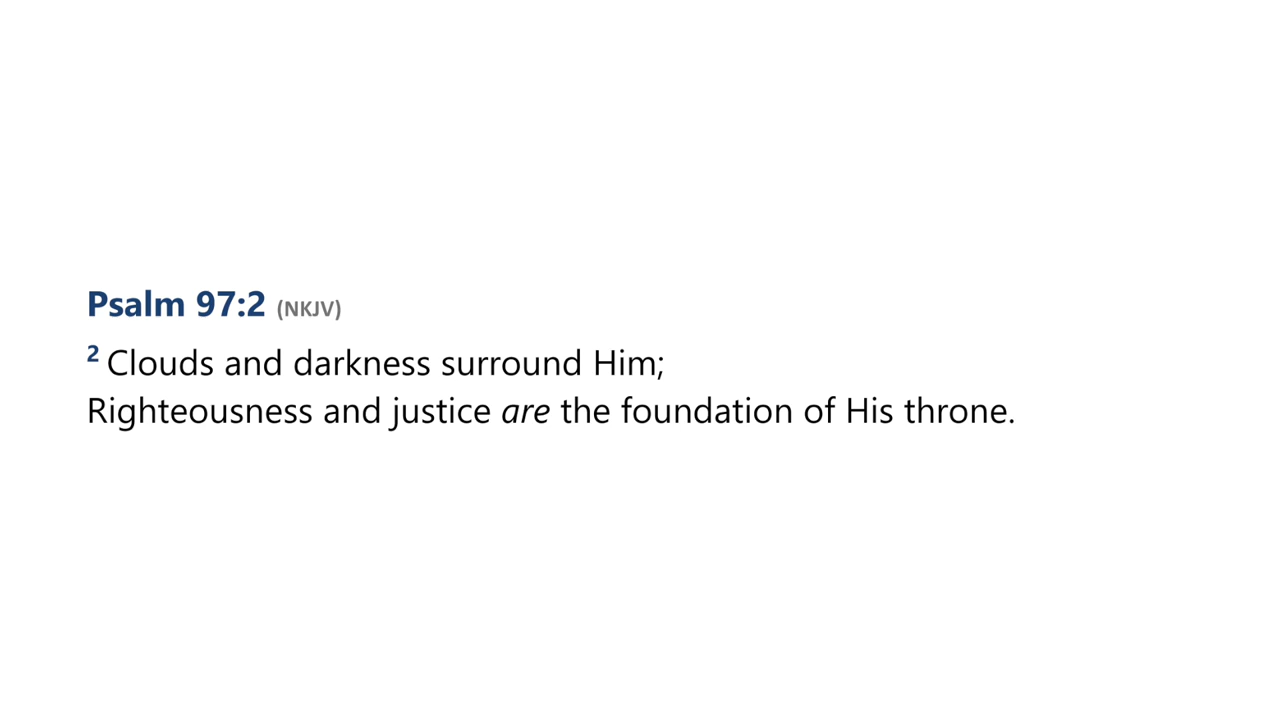 Psalm 97:2 (NKJV)
2 Clouds and darkness surround Him;
Righteousness and justice are the foundation of His throne.